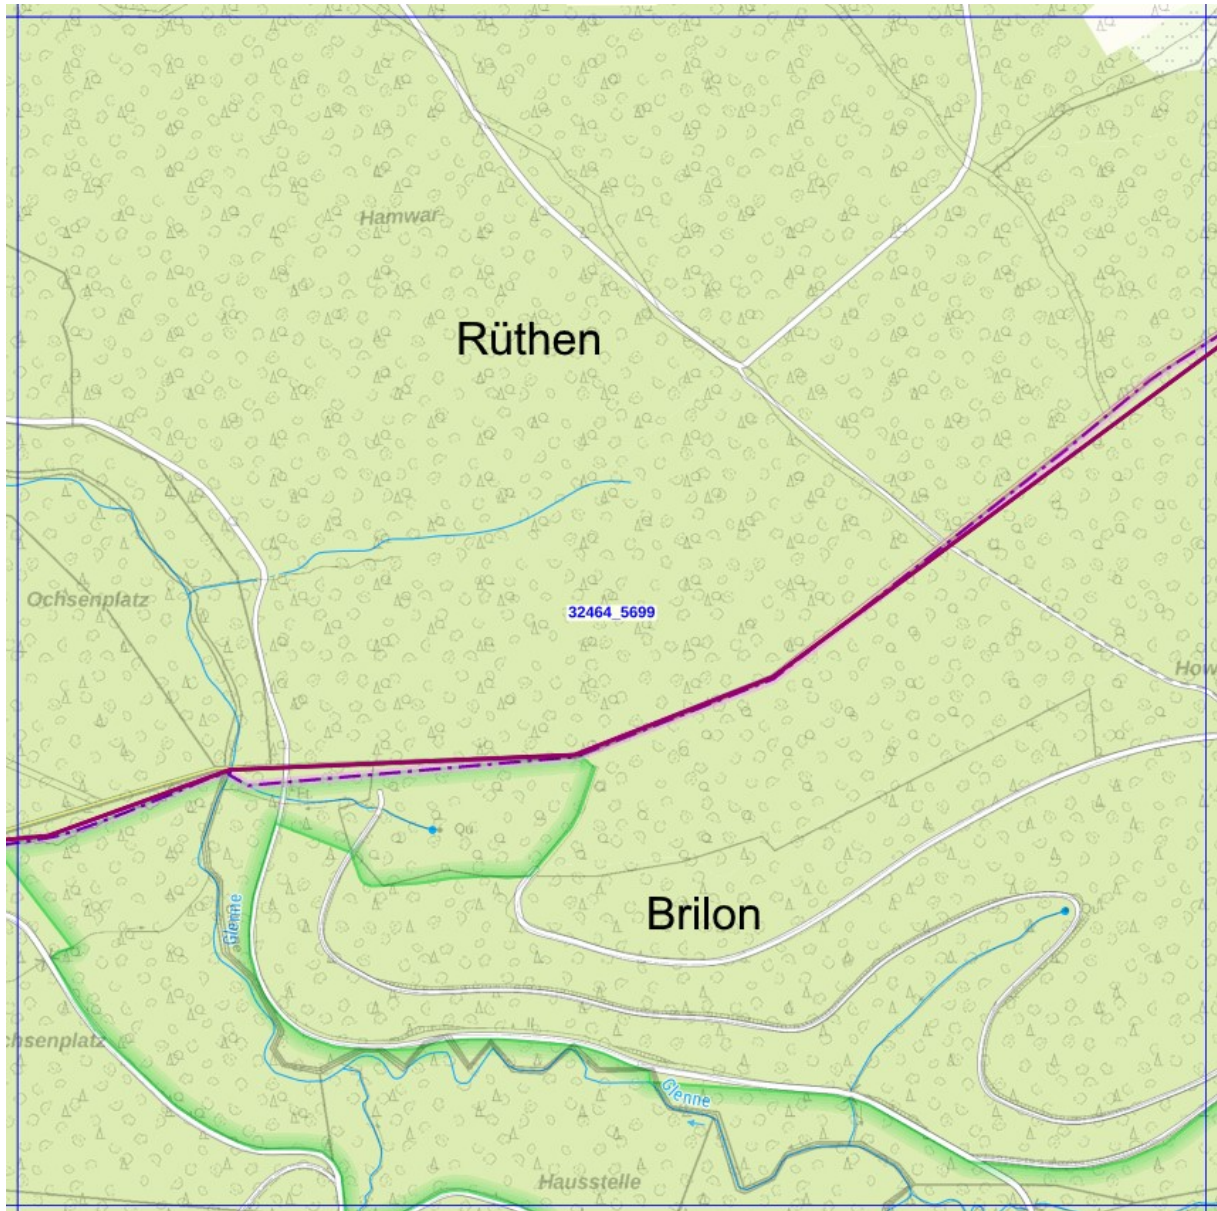 Hamwar
Rüthen
Ochsenplatz
32464_5699
How
Qu
Brilon
Glenne
chsenplatz
Glenne
Hausstelle